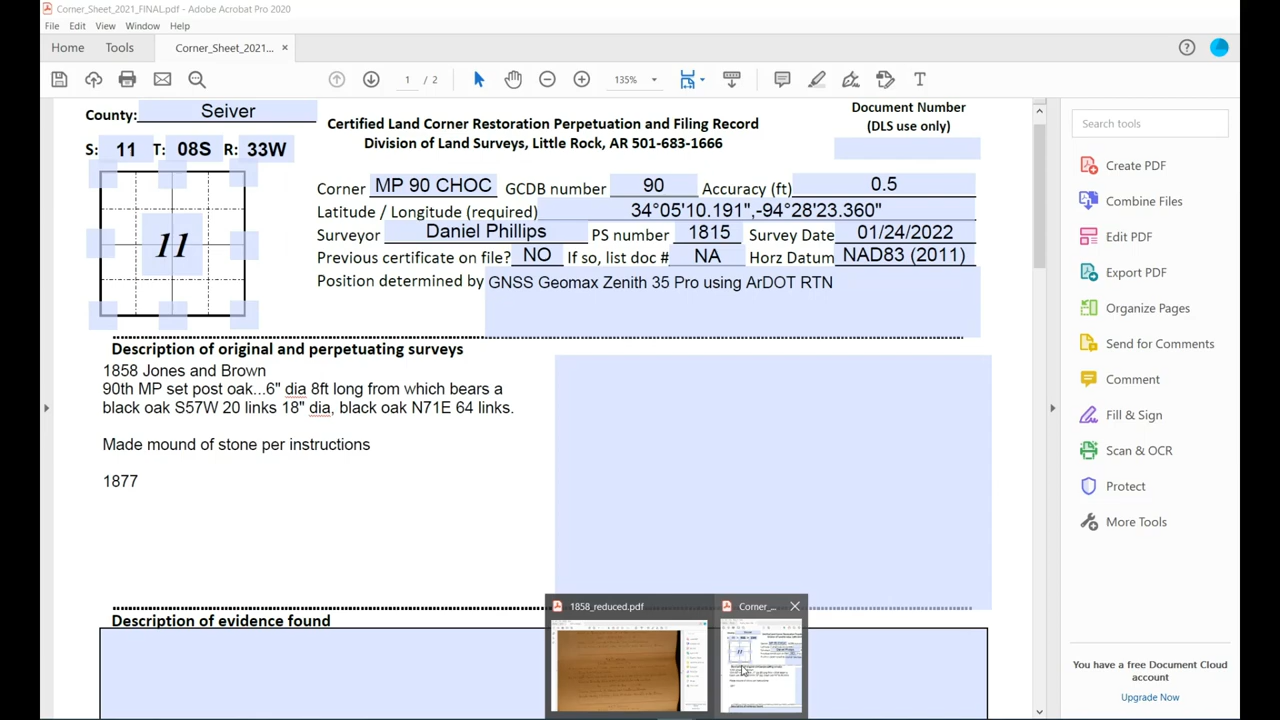 Corner_Sheet_2021_FINAL.pdf - Adobe Acrobat Pro 2020
File Edit View Window Help
Home Tools Corner_Sheet_2021... ×
1 / 2 135%
County: Seiver
Document Number
(DLS use only)
Certified Land Corner Restoration Perpetuation and Filing Record
Division of Land Surveys, Little Rock, AR 501-683-1666
S: 11 T: 08S R: 33W
11
Corner MP 90 CHOC GCDB number 90 Accuracy (ft) 0.5
Latitude / Longitude (required) 34°05'10.191",-94°28'23.360"
Surveyor Daniel Phillips PS number 1815 Survey Date 01/24/2022
Previous certificate on file? NO If so, list doc # NA Horz Datum NAD83 (2011)
Position determined by GNSS Geomax Zenith 35 Pro using ArDOT RTN
Description of original and perpetuating surveys
1858 Jones and Brown
90th MP set post oak...6" dia 8ft long from which bears a
black oak S57W 20 links 18" dia, black oak N71E 64 links.
Made mound of stone per instructions
1877
Description of evidence found
1858_reduced.pdf
Corner_...
Search tools
Create PDF
Combine Files
Edit PDF
Export PDF
Organize Pages
Send for Comments
Comment
Fill & Sign
Scan & OCR
Protect
More Tools
You have a free Document Cloud
account
Upgrade Now